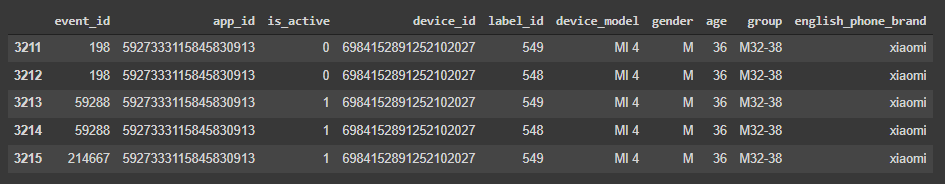 event_id app_id is_active device_id label_id device_model gender age group english_phone_brand
3211 198 5927333115845830913 0 6984152891252102027 549 MI 4 M 36 M32-38 xiaomi
3212 198 5927333115845830913 0 6984152891252102027 548 MI 4 M 36 M32-38 xiaomi
3213 59288 5927333115845830913 1 6984152891252102027 549 MI 4 M 36 M32-38 xiaomi
3214 59288 5927333115845830913 1 6984152891252102027 548 MI 4 M 36 M32-38 xiaomi
3215 214667 5927333115845830913 1 6984152891252102027 549 MI 4 M 36 M32-38 xiaomi